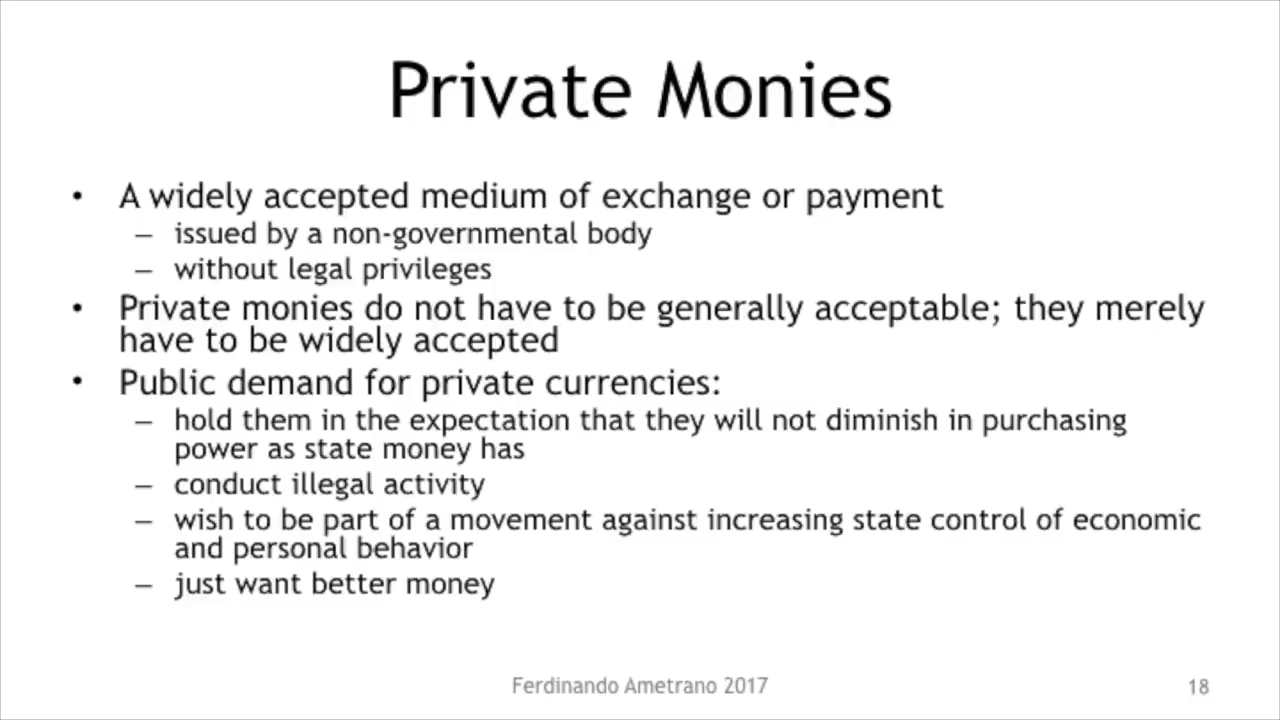 Private Monies
• A widely accepted medium of exchange or payment
– issued by a non-governmental body
– without legal privileges
• Private monies do not have to be generally acceptable; they merely
have to be widely accepted
• Public demand for private currencies:
– hold them in the expectation that they will not diminish in purchasing
power as state money has
– conduct illegal activity
– wish to be part of a movement against increasing state control of economic
and personal behavior
– just want better money
Ferdinando Ametrano 2017
18